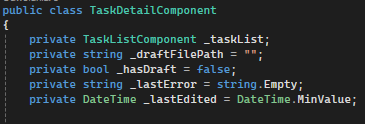 public class TaskDetailComponent
{
    private TaskListComponent _taskList;
    private string _draftFilePath = "";
    private bool _hasDraft = false;
    private string _lastError = string.Empty;
    private DateTime _lastEdited = DateTime.MinValue;